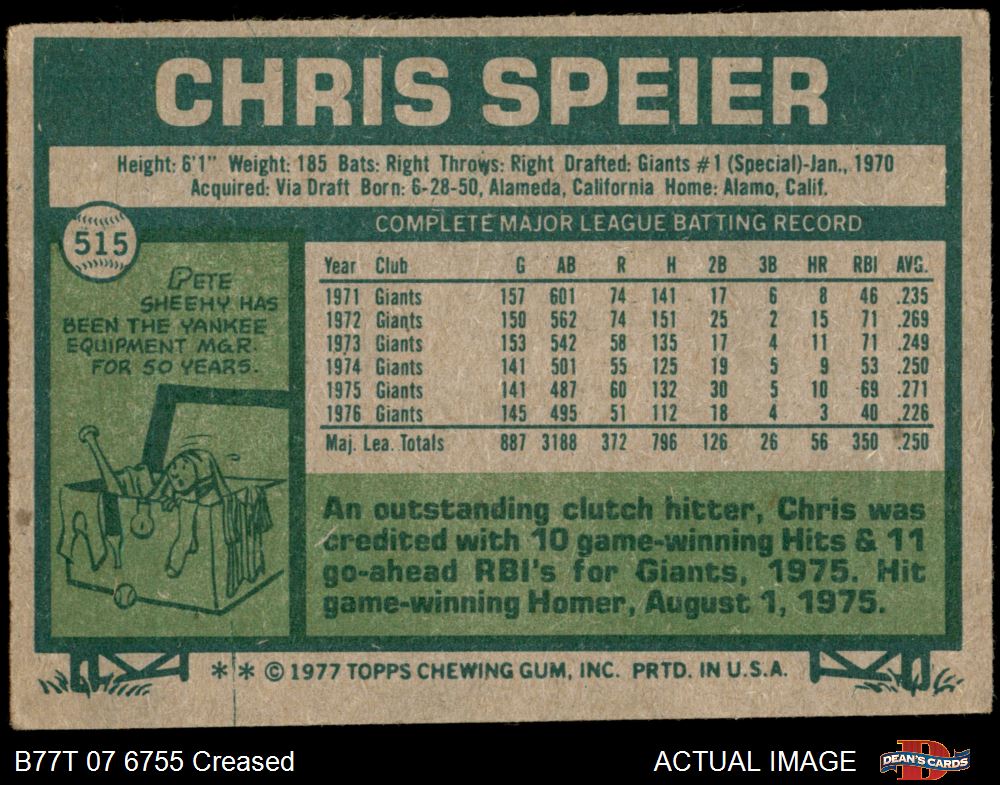 CHRIS SPEIER
Height: 6'1" Weight: 185 Bats: Right Throws: Right Drafted: Giants #1 (Special)-Jan., 1970
Acquired: Via Draft Born: 6-28-50, Alameda, California Home: Alamo, Calif.
515
PETE
SHEEHY HAS
BEEN THE YANKEE
EQUIPMENT MGR.
FOR 50 YEARS.
COMPLETE MAJOR LEAGUE BATTING RECORD
Year Club G AB R H 2B 3B HR RBI AVG.
1971 Giants 157 601 74 141 17 6 8 46 .235
1972 Giants 150 562 74 151 25 2 15 71 .269
1973 Giants 153 542 58 135 17 4 11 71 .249
1974 Giants 141 501 55 125 19 5 9 53 .250
1975 Giants 141 487 60 132 30 5 10 69 .271
1976 Giants 145 495 51 112 18 4 3 40 .226
Maj. Lea. Totals 887 3188 372 796 126 26 56 350 .250
An outstanding clutch hitter, Chris was
credited with 10 game-winning Hits & 11
go-ahead RBI's for Giants, 1975. Hit
game-winning Homer, August 1, 1975.
** © 1977 TOPPS CHEWING GUM, INC. PRTD. IN U.S.A.
B77T 07 6755 Creased
ACTUAL IMAGE
D
DEAN'S CARDS